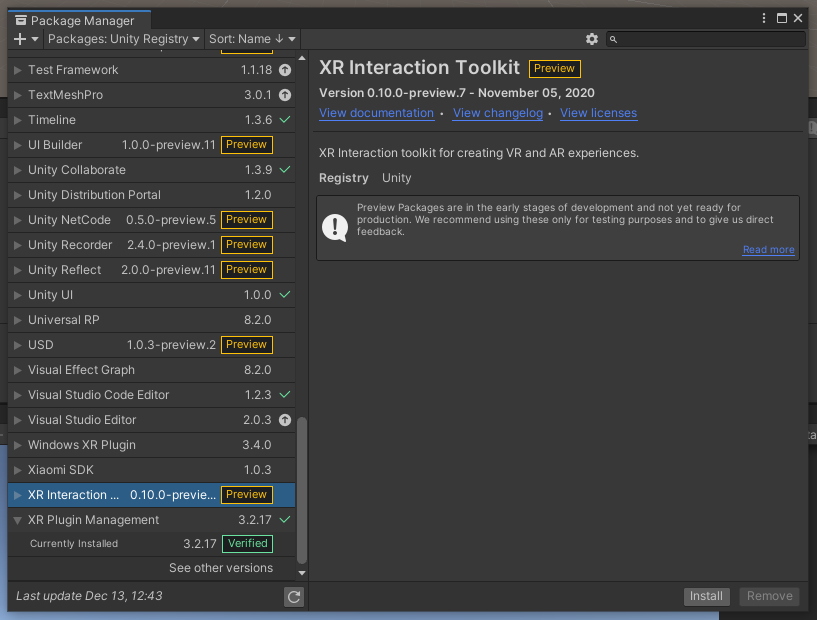 Package Manager
Packages: Unity Registry
Sort: Name ↓
Test Framework 1.1.18
TextMeshPro 3.0.1
Timeline 1.3.6
UI Builder 1.0.0-preview.11 Preview
Unity Collaborate 1.3.9
Unity Distribution Portal 1.2.0
Unity NetCode 0.5.0-preview.5 Preview
Unity Recorder 2.4.0-preview.1 Preview
Unity Reflect 2.0.0-preview.11 Preview
Unity UI 1.0.0
Universal RP 8.2.0
USD 1.0.3-preview.2 Preview
Visual Effect Graph 8.2.0
Visual Studio Code Editor 1.2.3
Visual Studio Editor 2.0.3
Windows XR Plugin 3.4.0
Xiaomi SDK 1.0.3
XR Interaction ... 0.10.0-previe... Preview
XR Plugin Management 3.2.17
Currently Installed 3.2.17 Verified
See other versions
Last update Dec 13, 12:43
XR Interaction Toolkit Preview
Version 0.10.0-preview.7 - November 05, 2020
View documentation • View changelog • View licenses
XR Interaction toolkit for creating VR and AR experiences.
Registry Unity
Preview Packages are in the early stages of development and not yet ready for
production. We recommend using these only for testing purposes and to give us direct
feedback.
Read more
Install Remove